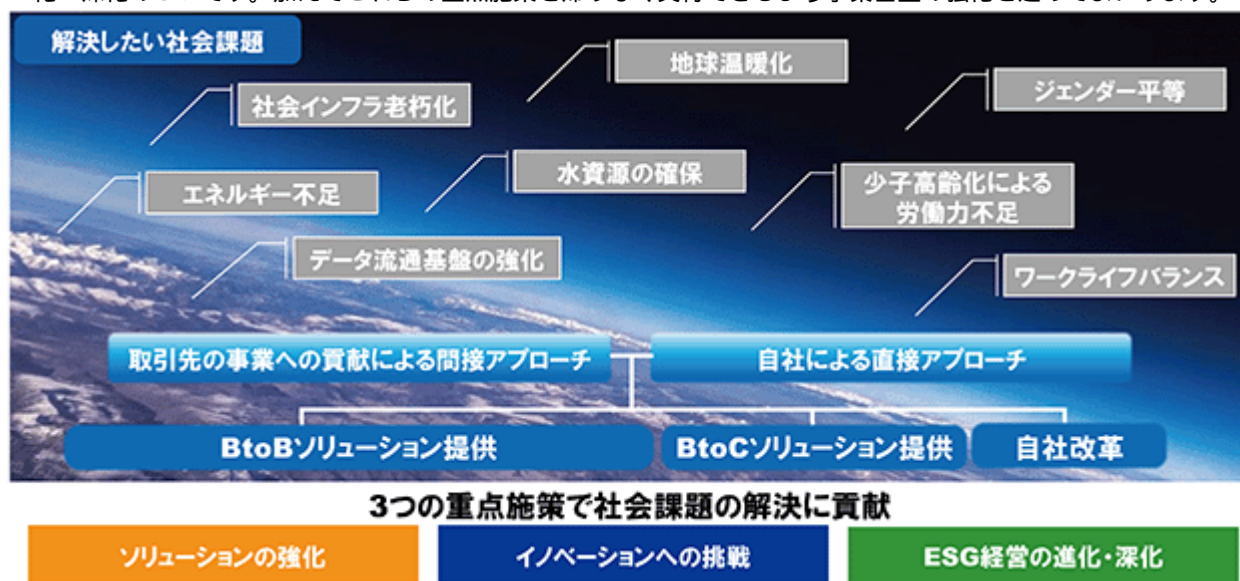 解決したい社会課題
地球温暖化
ジェンダー平等
社会インフラ老朽化
水資源の確保
少子高齢化による
労働力不足
エネルギー不足
データ流通基盤の強化
ワークライフバランス
取引先の事業への貢献による間接アプローチ
自社による直接アプローチ
BtoBソリューション提供
BtoCソリューション提供
自社改革
3つの重点施策で社会課題の解決に貢献
ソリューションの強化
イノベーションへの挑戦
ESG経営の進化・深化